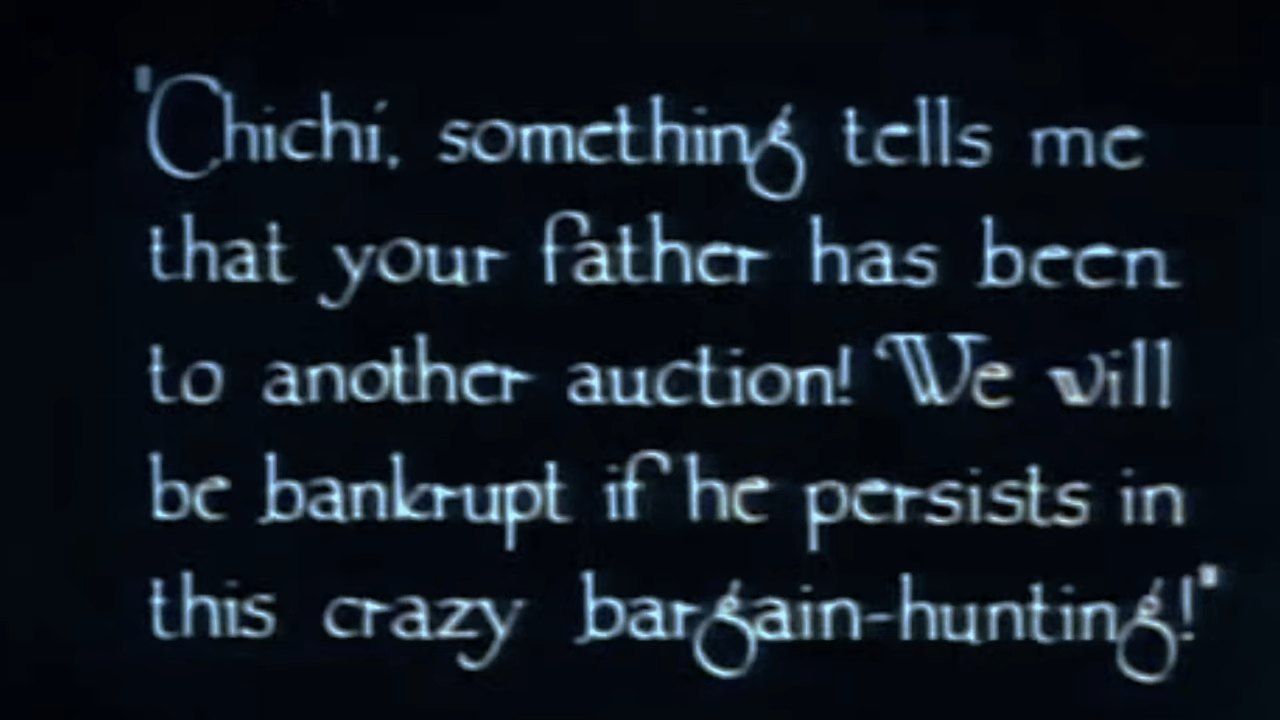 "Chichi, something tells me
that your father has been
to another auction! We will
be bankrupt if he persists in
this crazy bargain-hunting!"